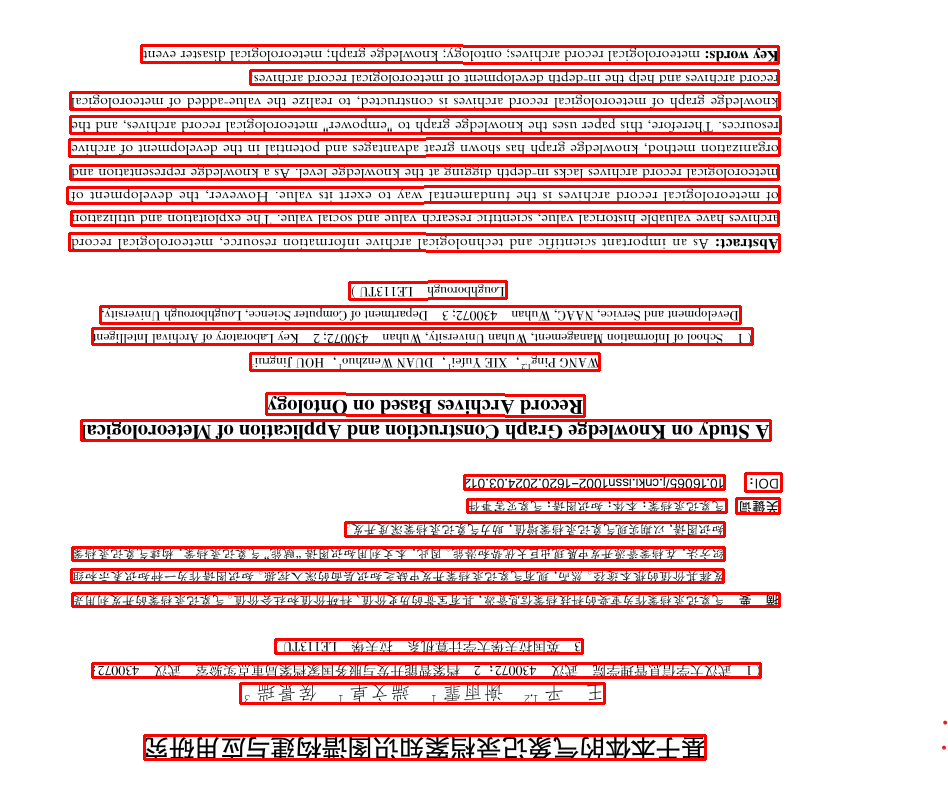 基于本体的气象记录档案知识图谱构建与应用研究
王 平 1,2 谢雨霏 1 端文卓 1 侯景瑞 3
（1 武汉大学信息管理学院 武汉 430072；2 档案智能开发与服务国家档案局重点实验室 武汉 430072；
3 英国拉夫堡大学计算机系 拉夫堡 LE113TU
摘 要 气象记录档案作为重要的科技档案信息资源，具有宝贵的历史价值、科研价值和社会价值。气象记录档案的开发利用是
发挥其价值的根本途径。然而，现有气象记录档案开发中缺乏知识层面的深入挖掘。知识图谱作为一种知识表示和组
织方法，在档案资源开发中展现出巨大优势和潜能。因此，本文利用知识图谱“赋能”气象记录档案，构建气象记录档案
知识图谱，以期实现气象记录档案增值，助力气象记录档案深度开发。
关键词 气象记录档案；本体；知识图谱；气象灾害事件
DOI： 10.16065/j.cnki.issn1002-1620.2024.03.012
A Study on Knowledge Graph Construction and Application of Meteorological
Record Archives Based on Ontology
WANG Ping1,2, XIE Yufei1, DUAN Wenzhuo1, HOU Jingrui3
(1 School of Information Management, Wuhan University, Wuhan 430072; 2 Key Laboratory of Archival Intelligent
Development and Service, NAAC, Wuhan 430072; 3 Department of Computer Science, Loughborough University,
Loughborough LE113TU )
Abstract: As an important scientific and technological archive information resource, meteorological record
archives have valuable historical value, scientific research value and social value. The exploitation and utilization
of meteorological record archives is the fundamental way to exert its value. However, the development of
meteorological record archives lacks in-depth digging at the knowledge level. As a knowledge representation and
organization method, knowledge graph has shown great advantages and potential in the development of archive
resources. Therefore, this paper uses the knowledge graph to "empower" meteorological record archives, and the
knowledge graph of meteorological record archives is constructed, to realize the value-added of meteorological
record archives and help the in-depth development of meteorological record archives.
Key words: meteorological record archives; ontology; knowledge graph; meteorological disaster event